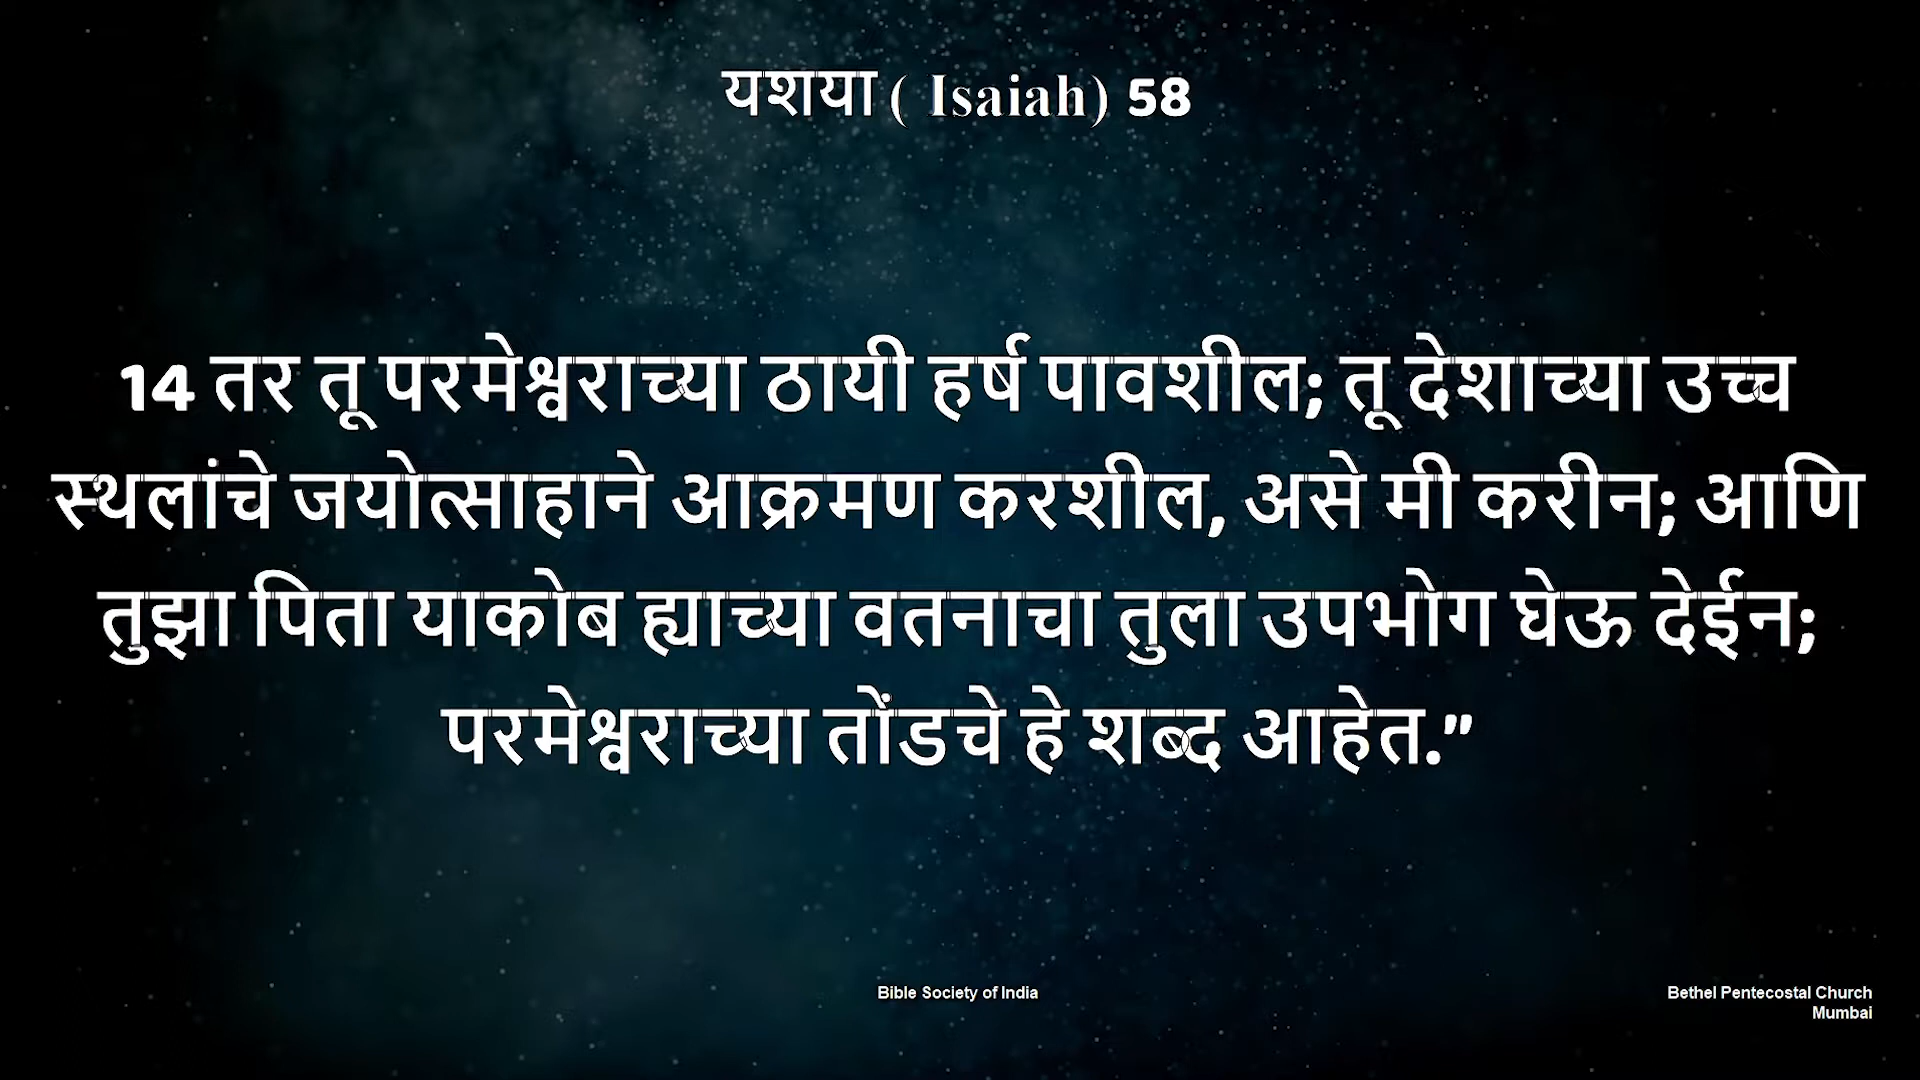 यशया ( Isaiah) 58
14 तर तू परमेश्वराच्या ठायी हर्ष पावशील; तू देशाच्या उच्च
स्थलांचे जयोत्साहाने आक्रमण करशील, असे मी करीन; आणि
तुझा पिता याकोब ह्याच्या वतनाचा तुला उपभोग घेऊ देईन;
परमेश्वराच्या तोंडचे हे शब्द आहेत.”
Bible Society of India
Bethel Pentecostal Church
Mumbai